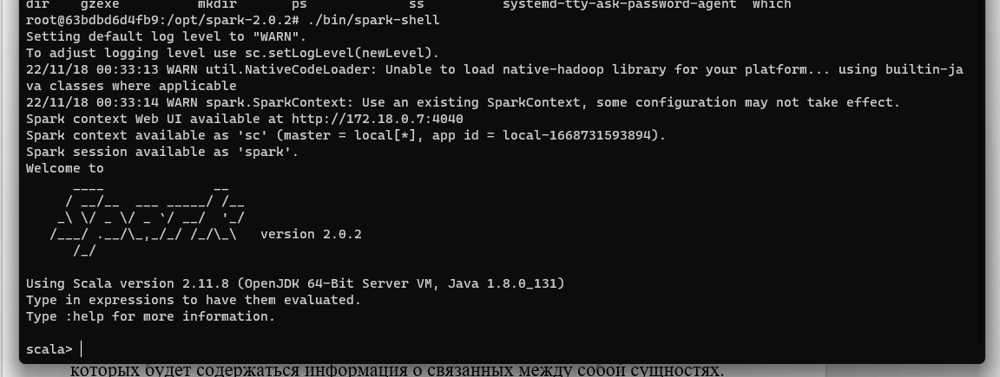 dir    gzexe          mkdir       ps             ss          systemd-tty-ask-password-agent  which
root@63bdbd6d4fb9:/opt/spark-2.0.2# ./bin/spark-shell
Setting default log level to "WARN".
To adjust logging level use sc.setLogLevel(newLevel).
22/11/18 00:33:13 WARN util.NativeCodeLoader: Unable to load native-hadoop library for your platform... using builtin-ja
va classes where applicable
22/11/18 00:33:14 WARN spark.SparkContext: Use an existing SparkContext, some configuration may not take effect.
Spark context Web UI available at http://172.18.0.7:4040
Spark context available as 'sc' (master = local[*], app id = local-1668731593894).
Spark session available as 'spark'.
Welcome to
      ____              __
     / __/__  ___ _____/ /__
    _\ \/ _ \/ _ `/ __/  '_/
   /___/ .__/\_,_/_/ /_/\_\   version 2.0.2
      /_/
Using Scala version 2.11.8 (OpenJDK 64-Bit Server VM, Java 1.8.0_131)
Type in expressions to have them evaluated.
Type :help for more information.
scala>
которых будет содержаться информация о связанных между собой сущностях.